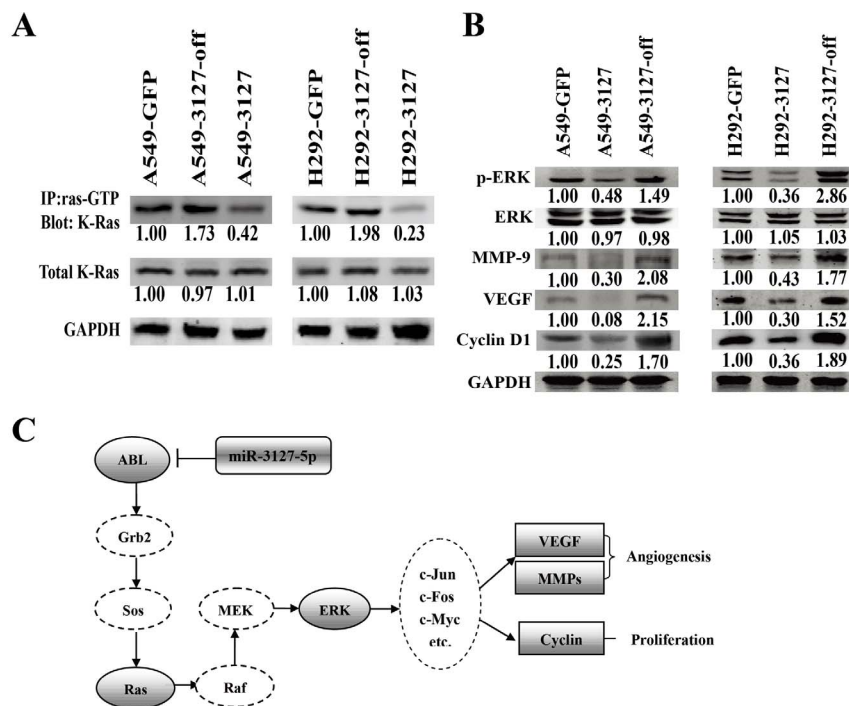 A
A549-GFP
A549-3127-off
A549-3127
H292-GFP
H292-3127-off
H292-3127
IP:ras-GTP
Blot: K-Ras
1.00 1.73 0.42 1.00 1.98 0.23
Total K-Ras
1.00 0.97 1.01 1.00 1.08 1.03
GAPDH
B
A549-GFP
A549-3127
A549-3127-off
H292-GFP
H292-3127
H292-3127-off
p-ERK
1.00 0.48 1.49 1.00 0.36 2.86
ERK
1.00 0.97 0.98 1.00 1.05 1.03
MMP-9
1.00 0.30 2.08 1.00 0.43 1.77
VEGF
1.00 0.08 2.15 1.00 0.30 1.52
Cyclin D1
1.00 0.25 1.70 1.00 0.36 1.89
GAPDH
C
ABL
miR-3127-5p
Grb2
Sos
Ras
Raf
MEK
ERK
c-Jun
c-Fos
c-Myc
etc.
VEGF
MMPs
Angiogenesis
Cyclin
Proliferation